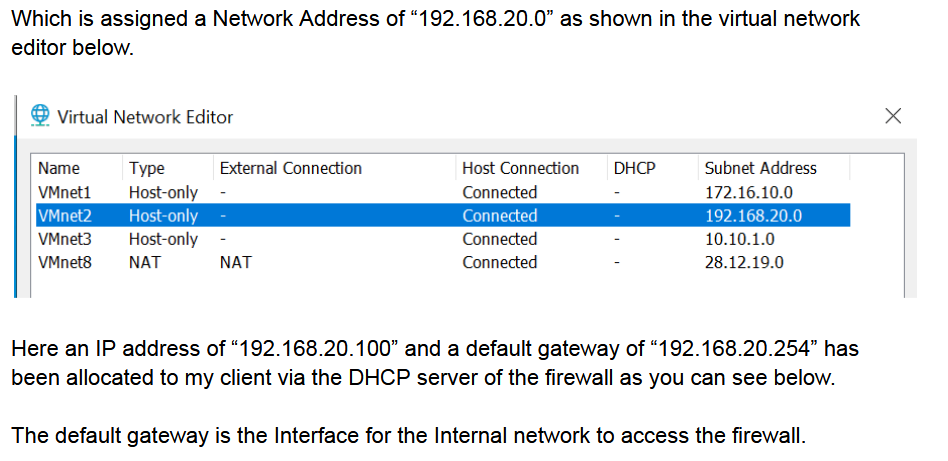 Which is assigned a Network Address of “192.168.20.0” as shown in the virtual network
editor below.
Virtual Network Editor
Name Type External Connection Host Connection DHCP Subnet Address
VMnet1 Host-only - Connected - 172.16.10.0
VMnet2 Host-only - Connected - 192.168.20.0
VMnet3 Host-only - Connected - 10.10.1.0
VMnet8 NAT NAT Connected - 28.12.19.0
Here an IP address of “192.168.20.100” and a default gateway of “192.168.20.254” has
been allocated to my client via the DHCP server of the firewall as you can see below.
The default gateway is the Interface for the Internal network to access the firewall.